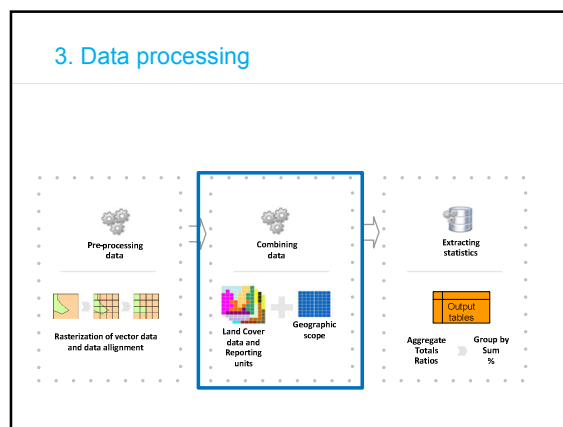 3. Data processing
Pre-processing
data
Rasterization of vector data
and data allignment
Combining
data
Land Cover
data and
Reporting
units
Geographic
scope
Extracting
statistics
Output
tables
Aggregate
Totals
Ratios
Group by
Sum
%